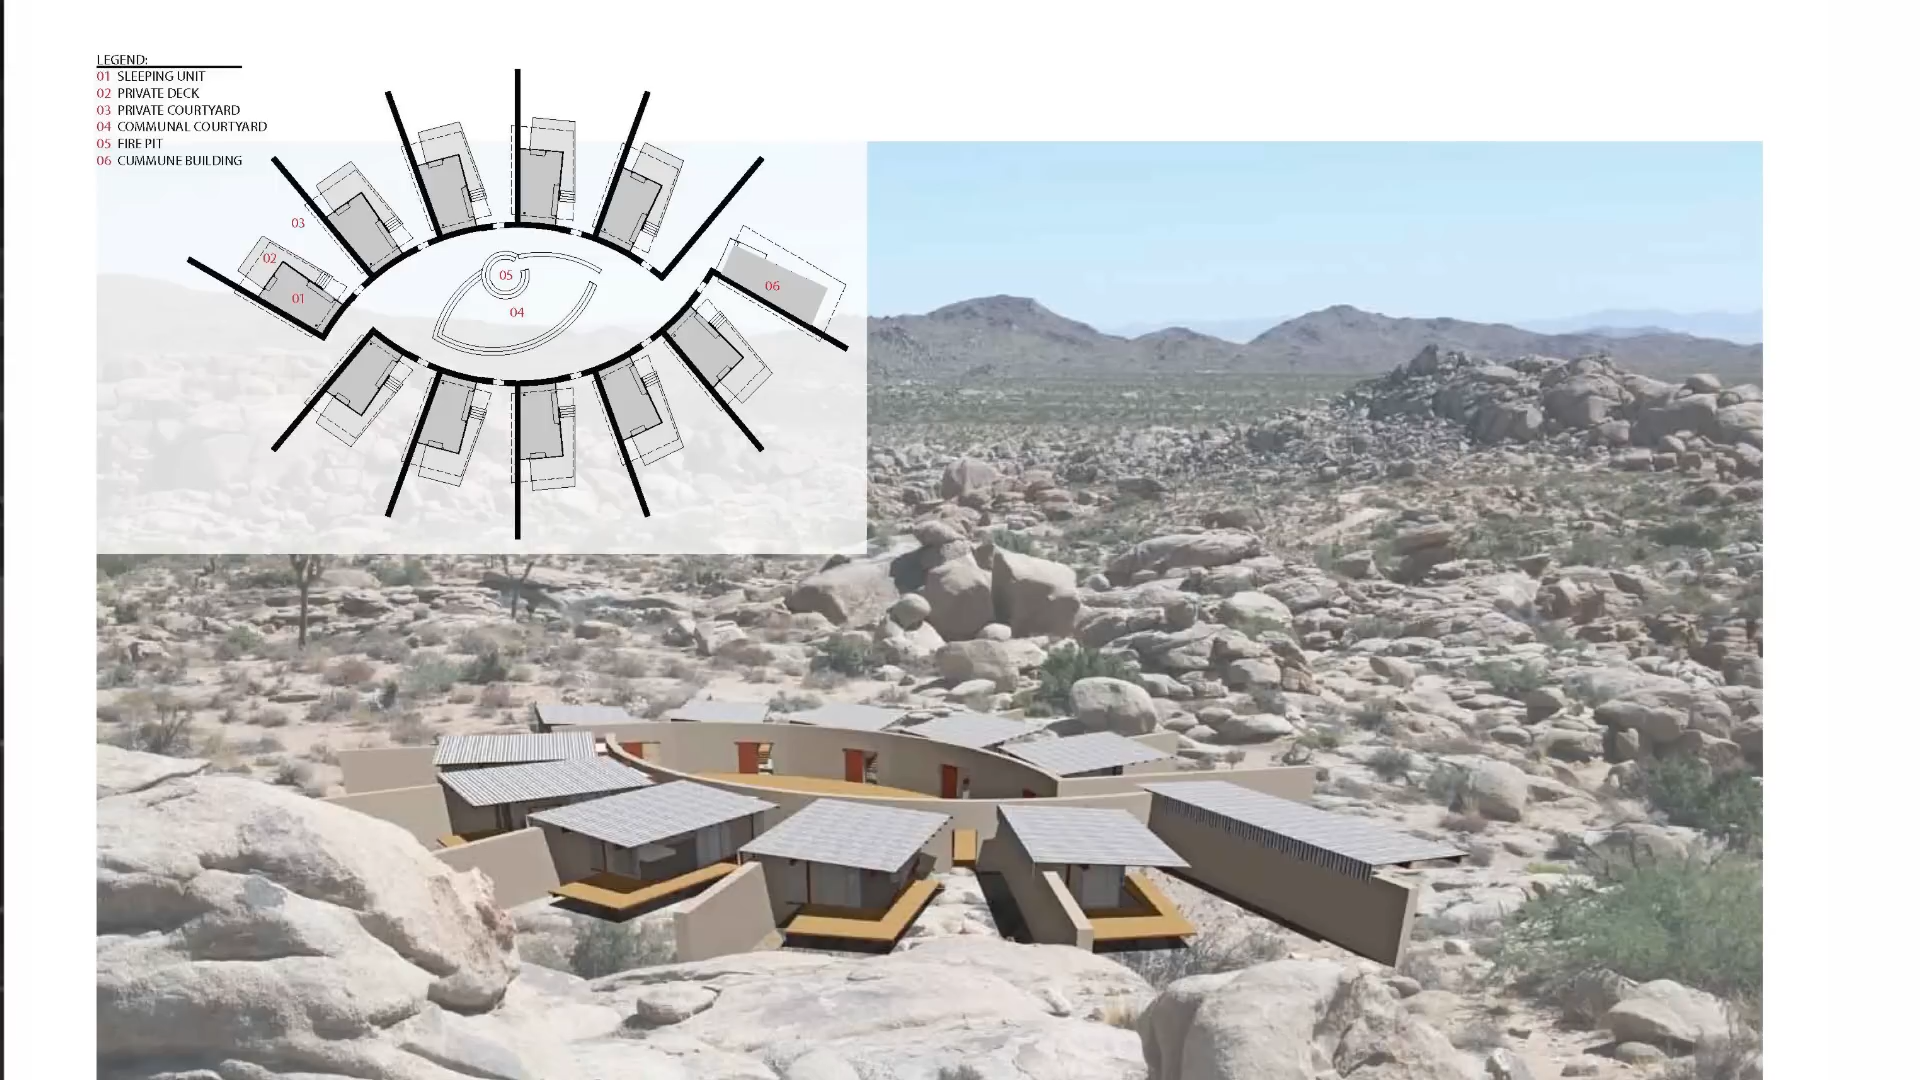 LEGEND:
01 SLEEPING UNIT
02 PRIVATE DECK
03 PRIVATE COURTYARD
04 COMMUNAL COURTYARD
05 FIRE PIT
06 CUMMUNE BUILDING
03
02
01
05
04
06